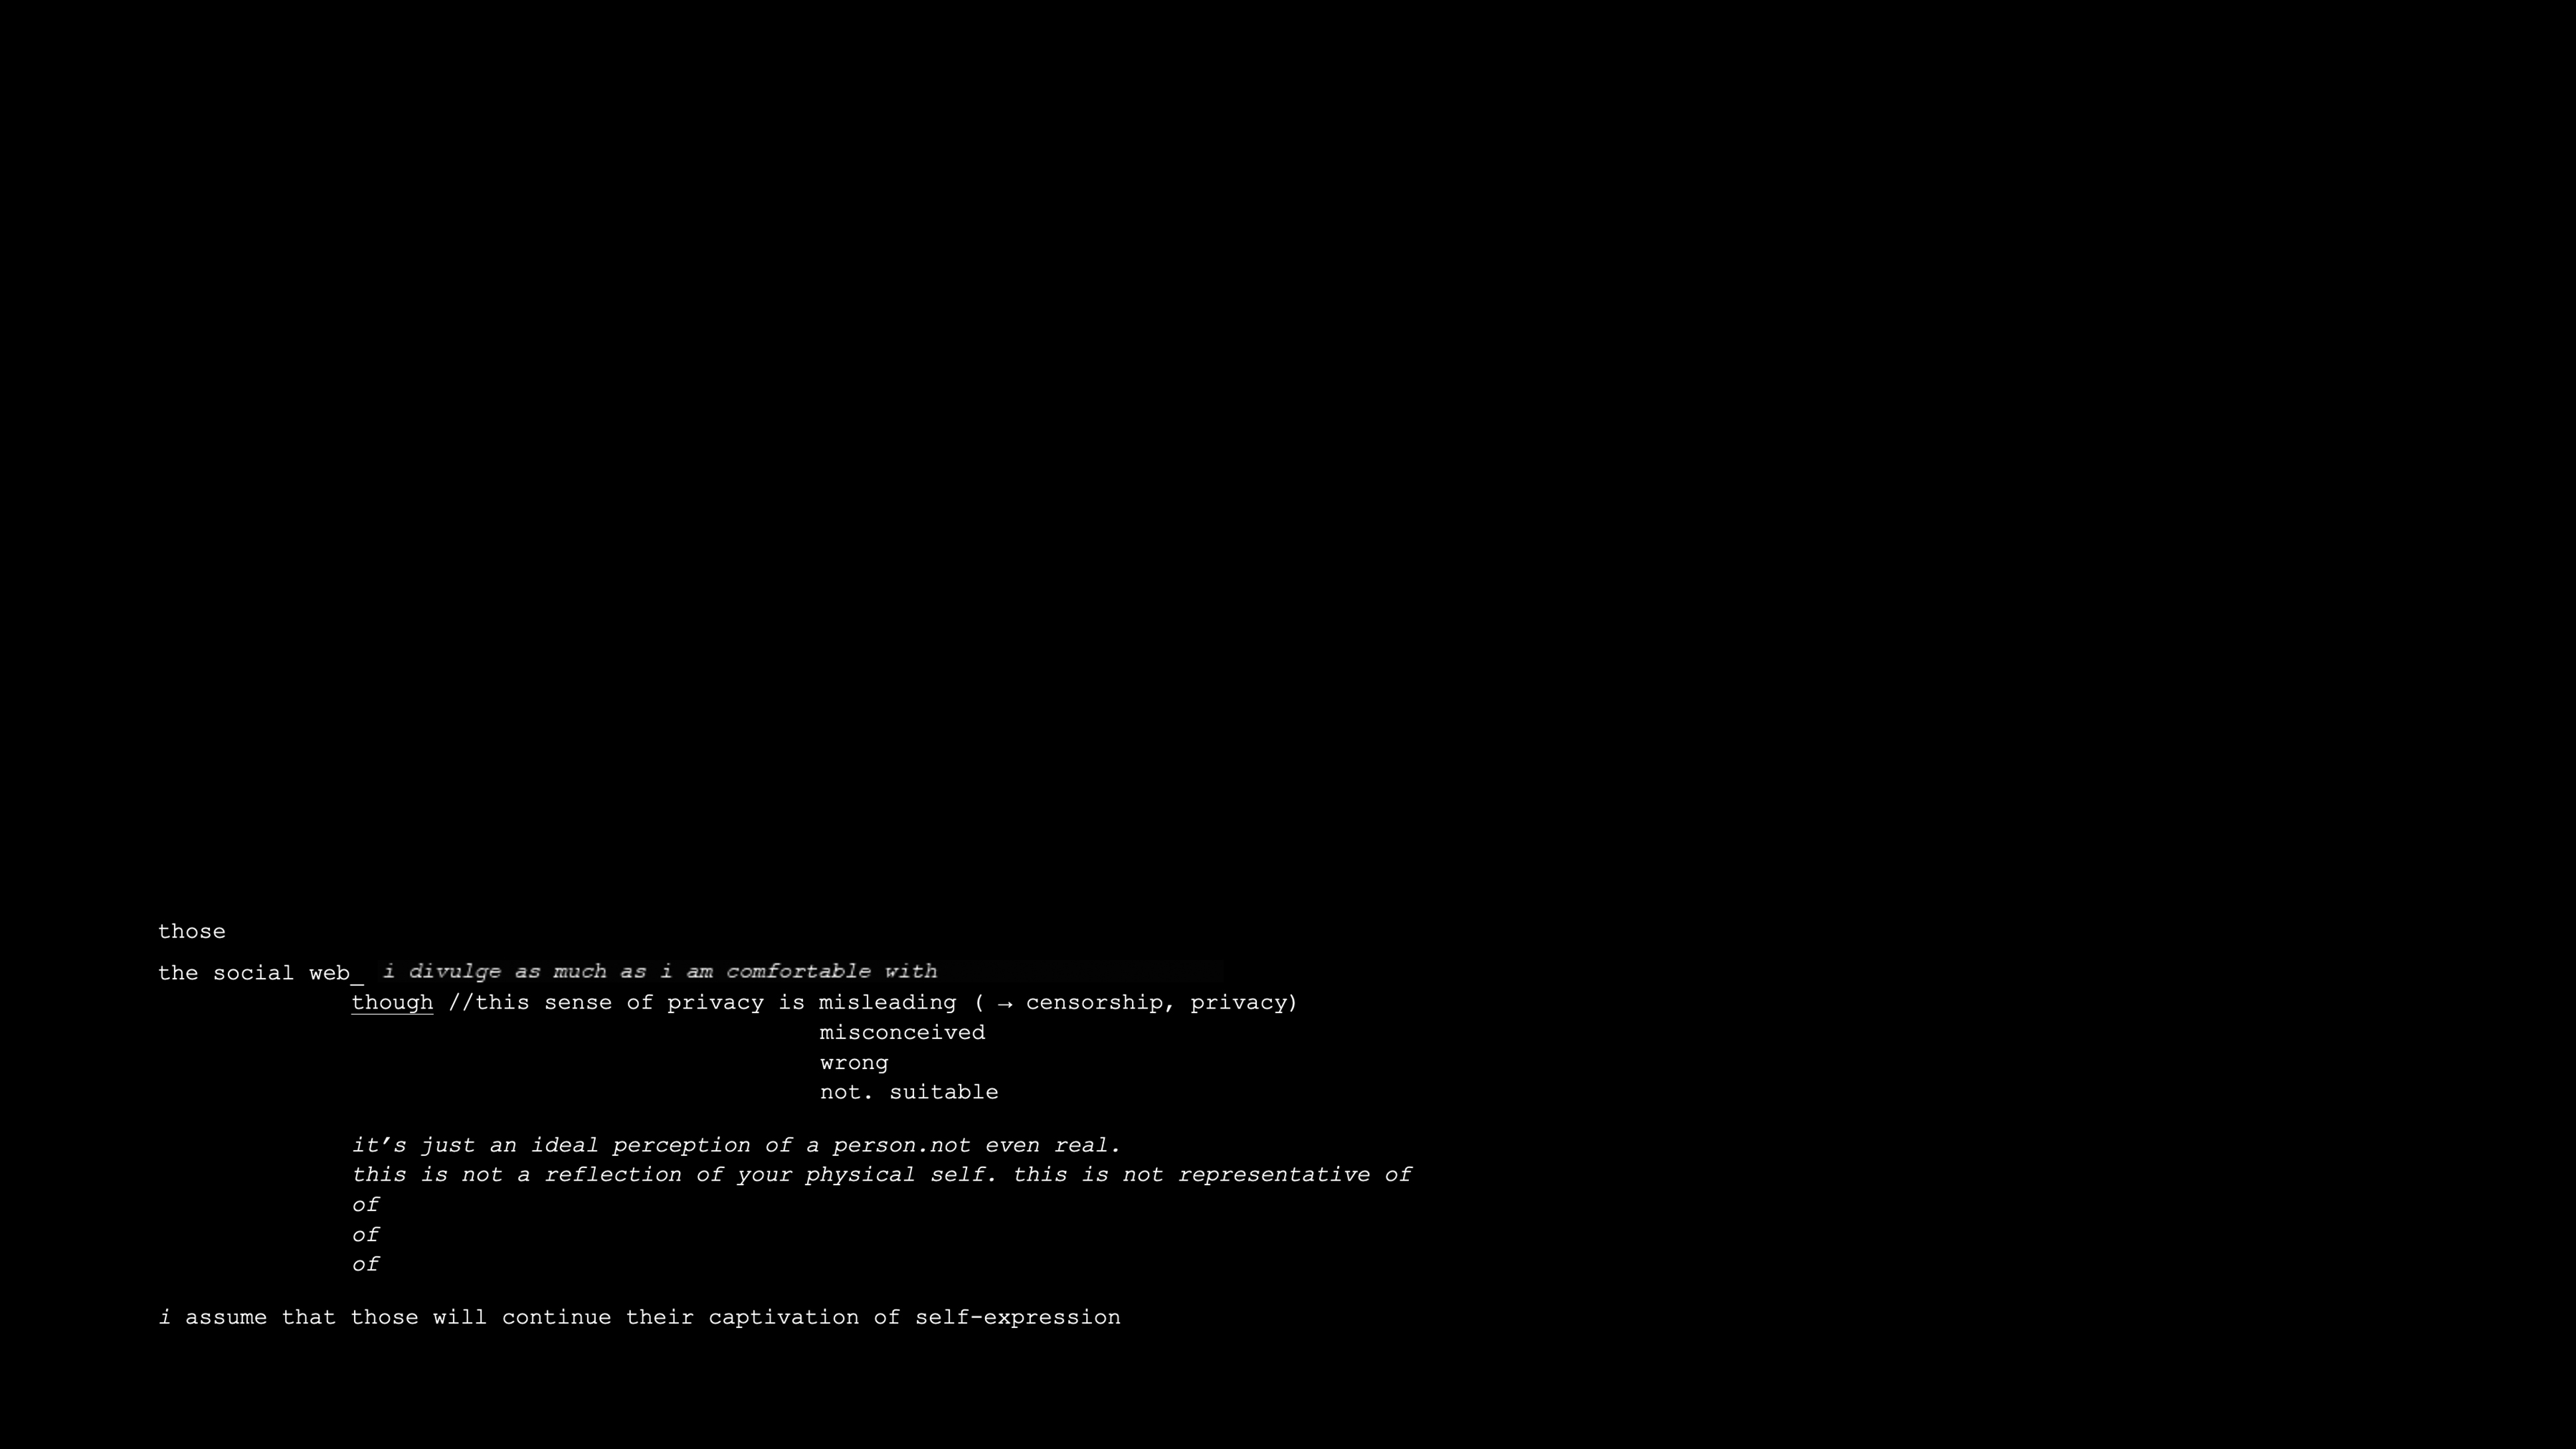 those
the social web_ i divulge as much as i am comfortable with
though //this sense of privacy is misleading ( → censorship, privacy)
misconceived
wrong
not. suitable
it’s just an ideal perception of a person.not even real.
this is not a reflection of your physical self. this is not representative of
of
of
of
i assume that those will continue their captivation of self-expression